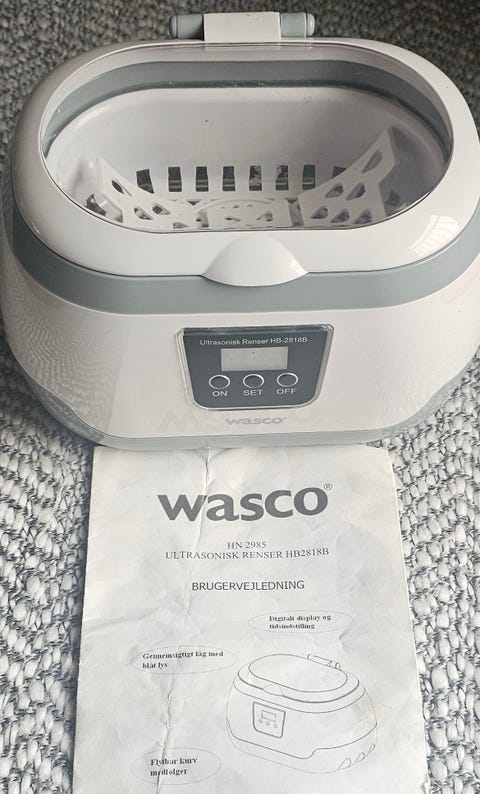 Ultrasonisk Renser HB-2818B
ON SET OFF
wasco
wasco®
HN 2985
ULTRASONISK RENSER HB2818B
BRUGERVEJLEDNING
Digitalt display og
tidsindstilling
Gennemsigtigt låg med
blåt lys
Flytbar kurv
medfølger